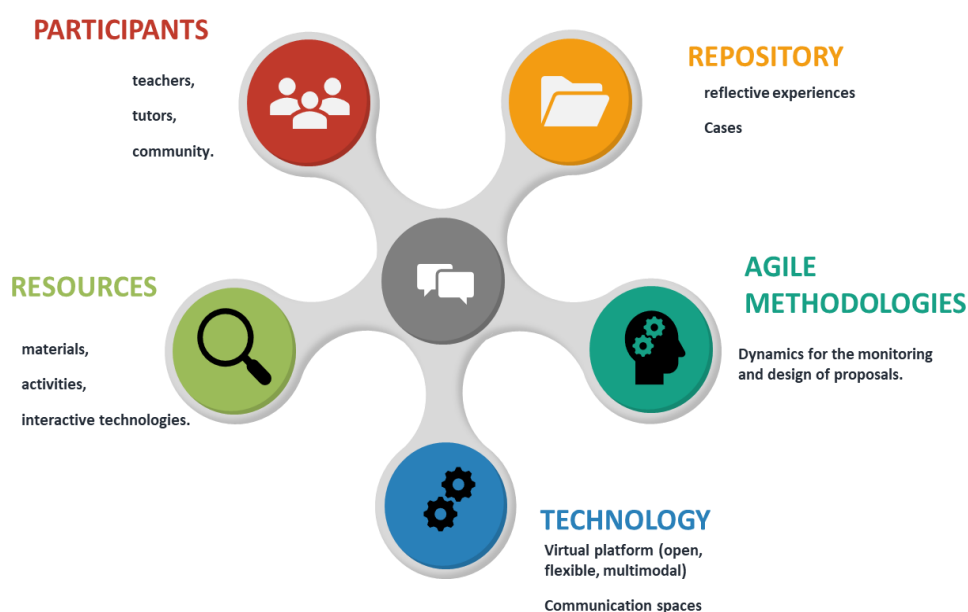 PARTICIPANTS
teachers,
tutors,
community.
REPOSITORY
reflective experiences
Cases
RESOURCES
materials,
activities,
interactive technologies.
AGILE
METHODOLOGIES
Dynamics for the monitoring
and design of proposals.
TECHNOLOGY
Virtual platform (open,
flexible, multimodal)
Communication spaces